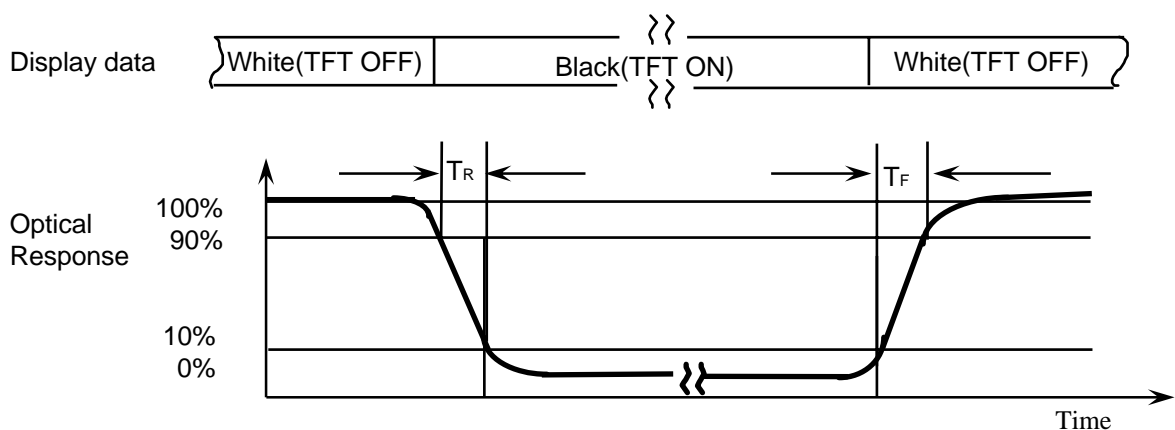 Display data
White(TFT OFF)
Black(TFT ON)
White(TFT OFF)
TR
TF
Optical
Response
100%
90%
10%
0%
Time